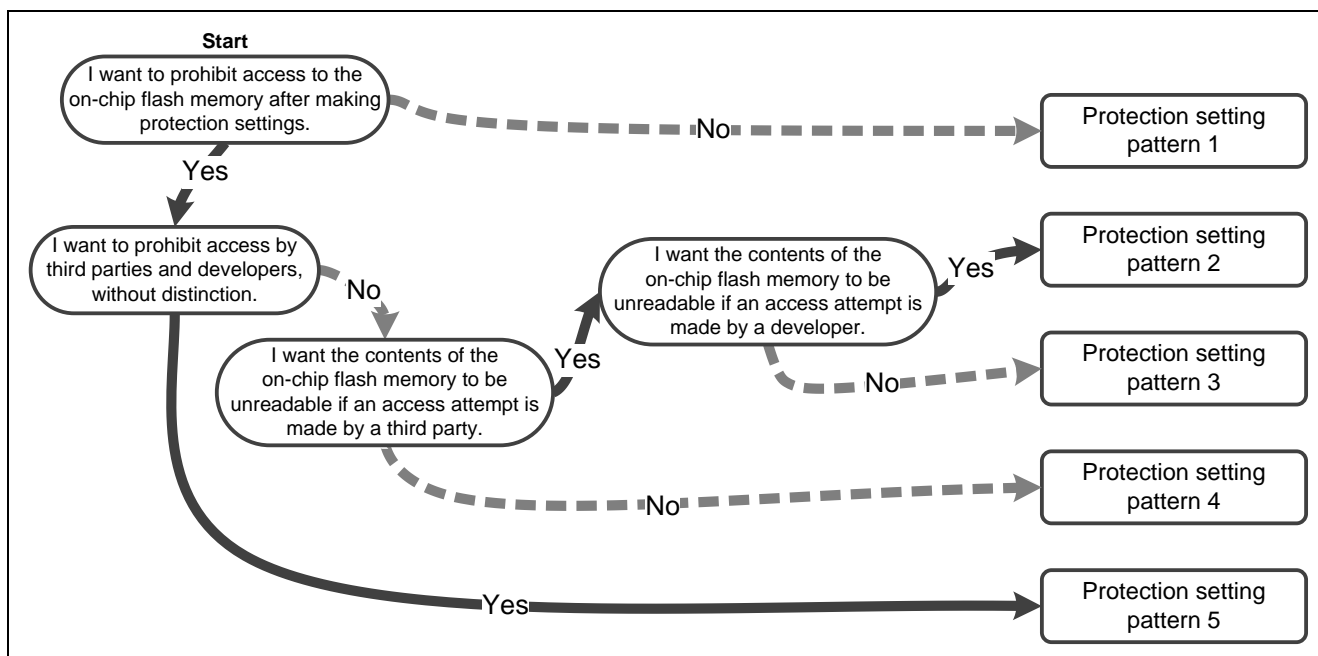 Start
I want to prohibit access to the
on-chip flash memory after making
protection settings.
No
Protection setting
pattern 1
Yes
I want to prohibit access by
third parties and developers,
without distinction.
No
I want the contents of the
on-chip flash memory to be
unreadable if an access attempt is
made by a developer.
Yes
Protection setting
pattern 2
I want the contents of the
on-chip flash memory to be
unreadable if an access attempt is
made by a third party.
Yes
No
Protection setting
pattern 3
No
Protection setting
pattern 4
Yes
Protection setting
pattern 5